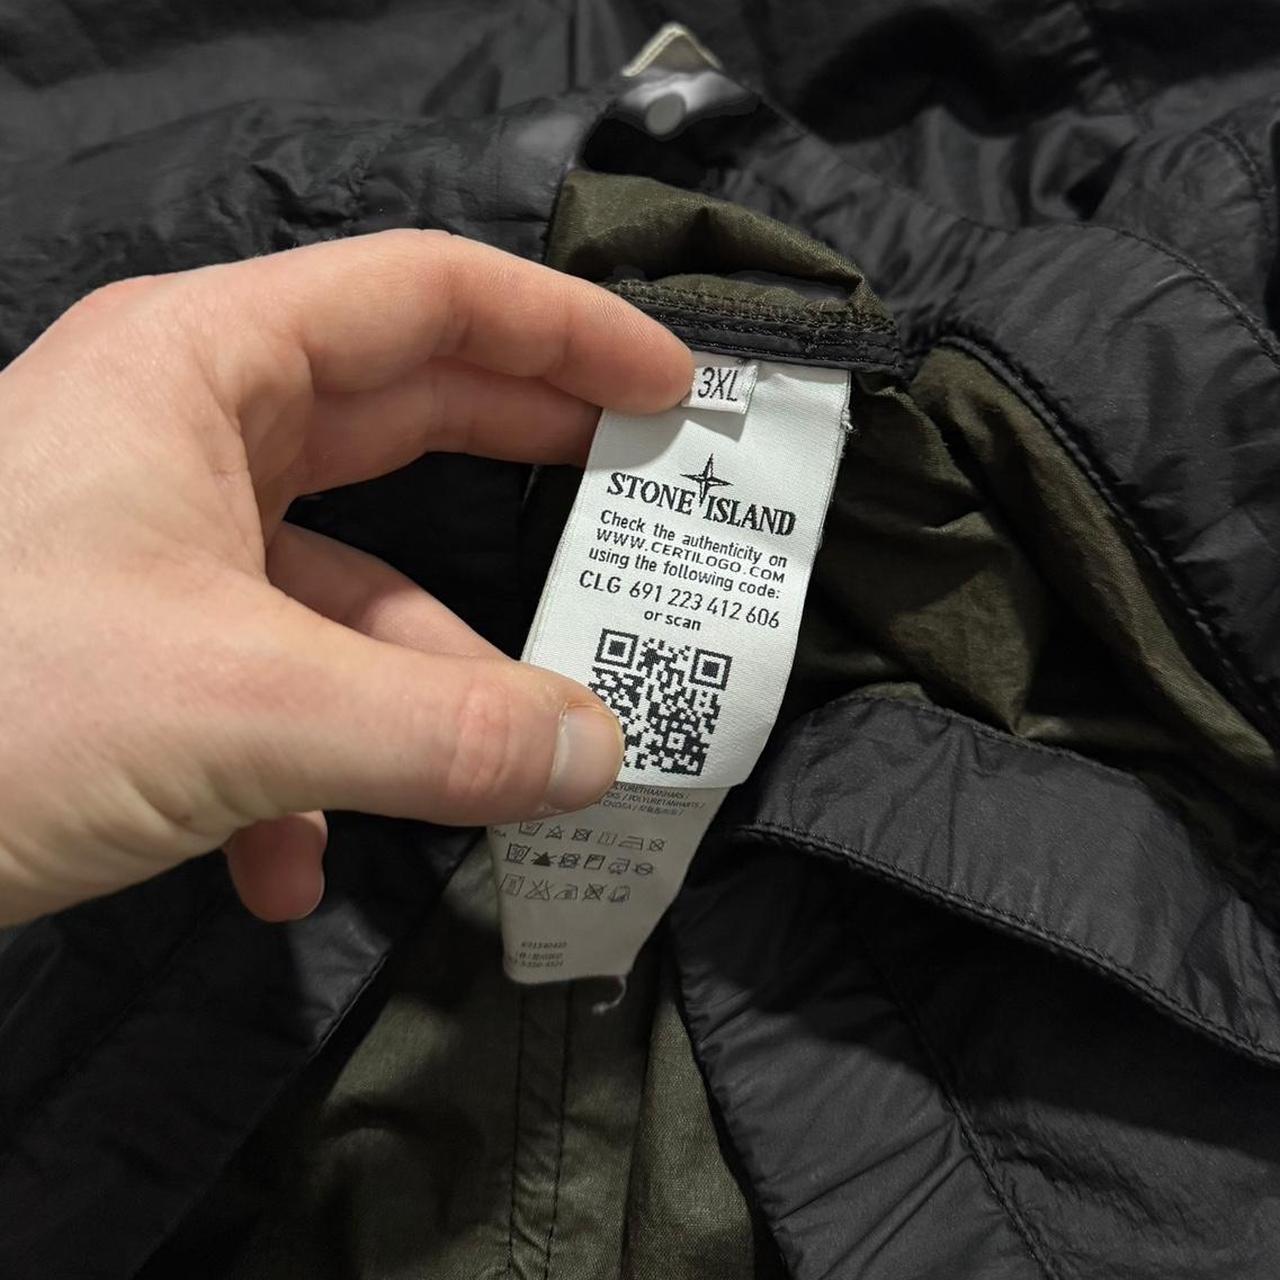 3XL
STONE ISLAND
Check the authenticity on
WWW.CERTILOGO.COM
using the following code:
CLG 691 223 412 606
or scan